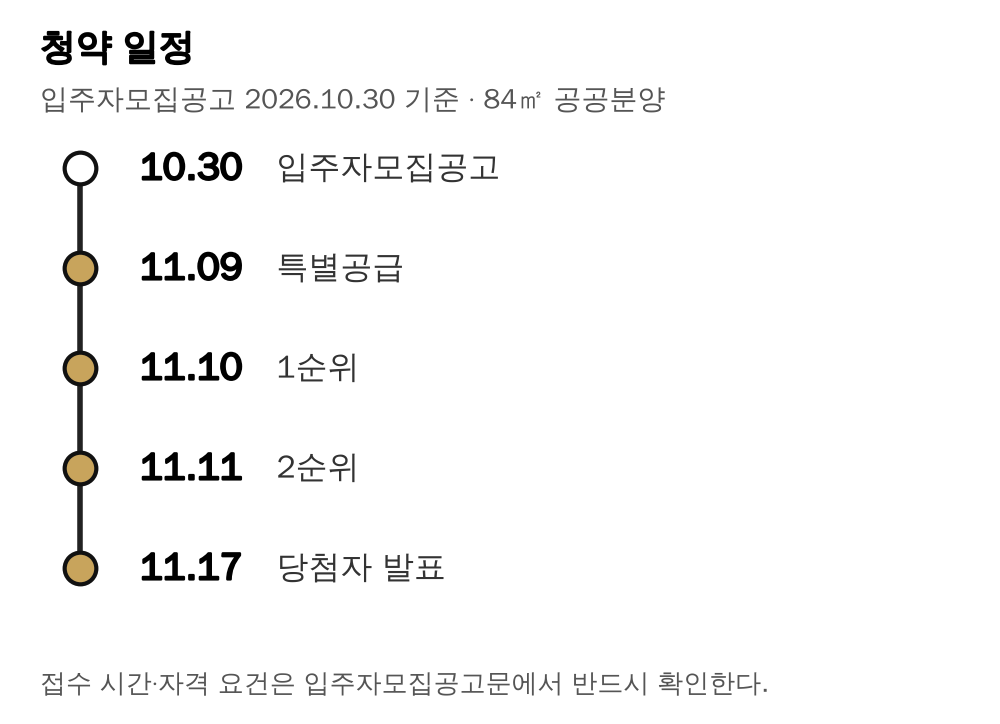 청약 일정
입주자모집공고 2026.10.30 기준 · 84㎡ 공공분양
10.30 입주자모집공고
11.09 특별공급
11.10 1순위
11.11 2순위
11.17 당첨자 발표
접수 시간·자격 요건은 입주자모집공고문에서 반드시 확인한다.